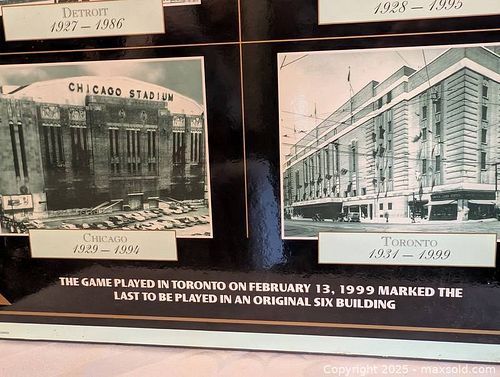 DETROIT
1927 - 1986
1928 - 1995
CHICAGO STADIUM
CHICAGO
1929 - 1994
TORONTO
1931 - 1999
THE GAME PLAYED IN TORONTO ON FEBRUARY 13, 1999 MARKED THE
LAST TO BE PLAYED IN AN ORIGINAL SIX BUILDING
Copyright 2025 - maxsold.com